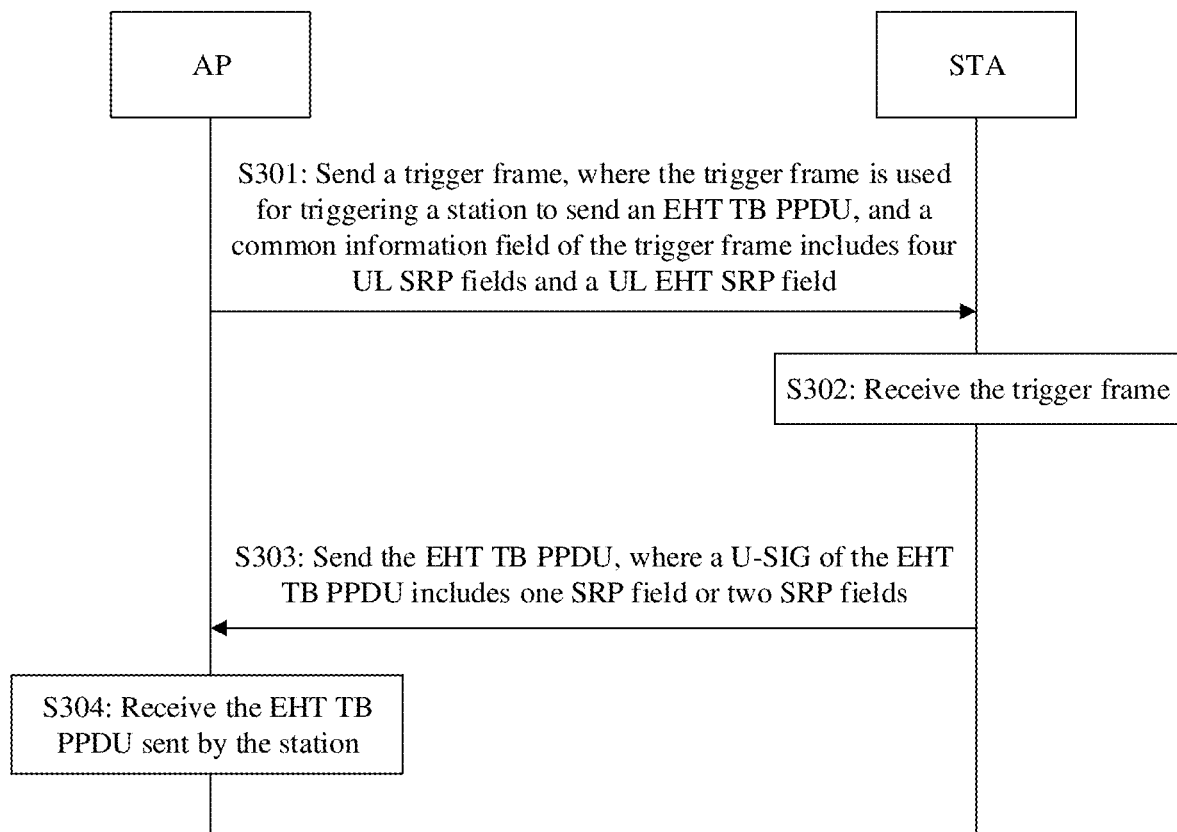 AP
STA
S301: Send a trigger frame, where the trigger frame is used
for triggering a station to send an EHT TB PPDU, and a
common information field of the trigger frame includes four
UL SRP fields and a UL EHT SRP field
S302: Receive the trigger frame
S303: Send the EHT TB PPDU, where a U-SIG of the EHT
TB PPDU includes one SRP field or two SRP fields
S304: Receive the EHT TB
PPDU sent by the station